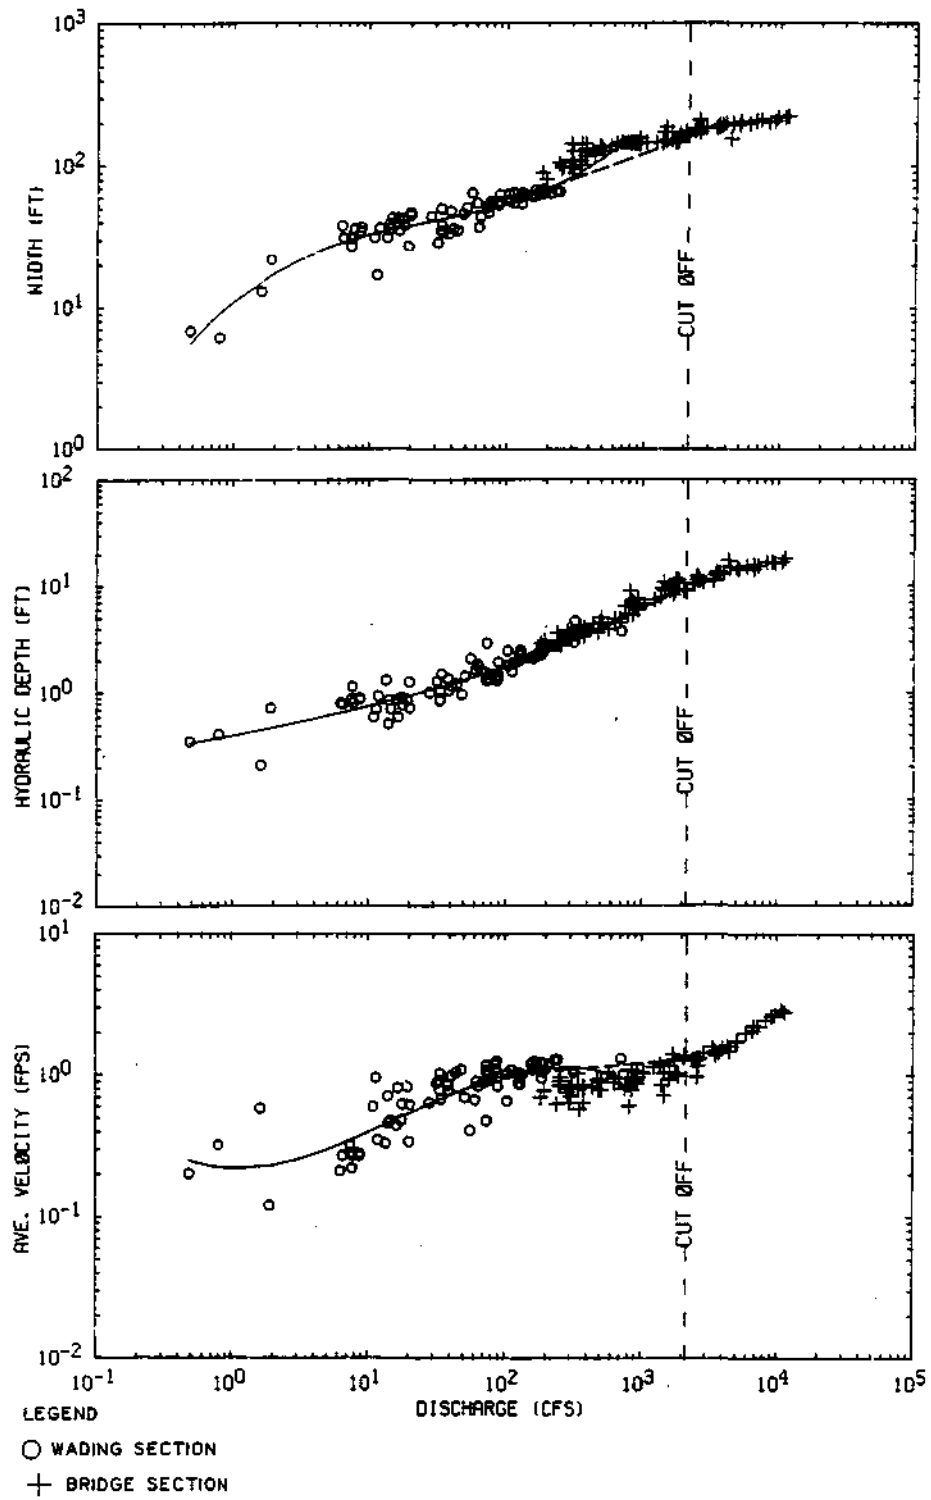 10³
10²
10¹
10⁰
WIDTH (FT)
CUT ØFF
10²
10¹
10⁰
10⁻¹
10⁻²
HYDRAULIC DEPTH (FT)
CUT ØFF
10¹
10⁰
10⁻¹
10⁻²
AVE. VELØCITY (FPS)
CUT ØFF
10⁻¹ 10⁰ 10¹ 10² 10³ 10⁴ 10⁵
DISCHARGE (CFS)
LEGEND
WADING SECTION
BRIDGE SECTION